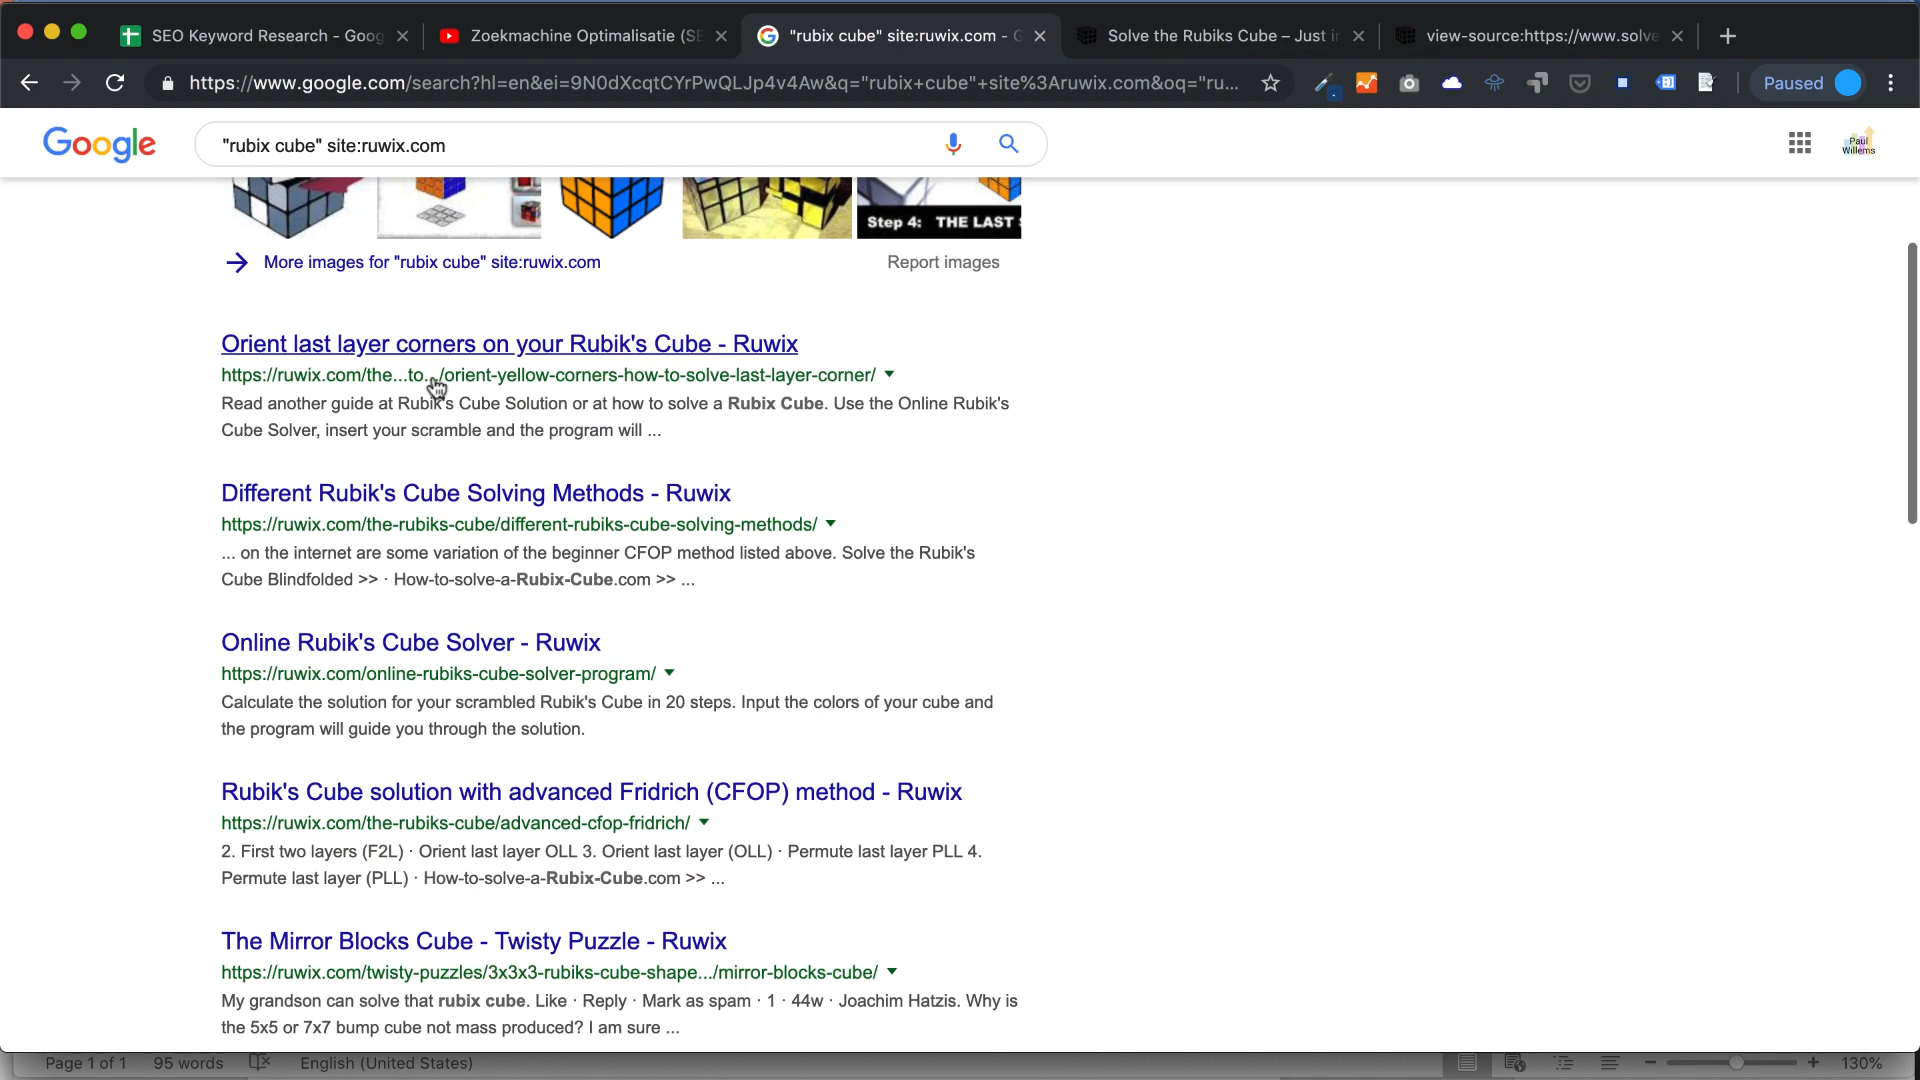 SEO Keyword Research - Goog
Zoekmachine Optimalisatie (SE
"rubix cube" site:ruwix.com - G
Solve the Rubiks Cube – Just in
view-source:https://www.solve
https://www.google.com/search?hl=en&ei=9N0dXcqtCYrPwQLJp4v4Aw&q="rubix+cube"+site%3Aruwix.com&oq="ru...
Paused
Google
"rubix cube" site:ruwix.com
Paul
Willems
Step 4: THE LAST
More images for "rubix cube" site:ruwix.com
Report images
Orient last layer corners on your Rubik's Cube - Ruwix
https://ruwix.com/the...to.../orient-yellow-corners-how-to-solve-last-layer-corner/
Read another guide at Rubik's Cube Solution or at how to solve a Rubix Cube. Use the Online Rubik's
Cube Solver, insert your scramble and the program will ...
Different Rubik's Cube Solving Methods - Ruwix
https://ruwix.com/the-rubiks-cube/different-rubiks-cube-solving-methods/
... on the internet are some variation of the beginner CFOP method listed above. Solve the Rubik's
Cube Blindfolded >> · How-to-solve-a-Rubix-Cube.com >> ...
Online Rubik's Cube Solver - Ruwix
https://ruwix.com/online-rubiks-cube-solver-program/
Calculate the solution for your scrambled Rubik's Cube in 20 steps. Input the colors of your cube and
the program will guide you through the solution.
Rubik's Cube solution with advanced Fridrich (CFOP) method - Ruwix
https://ruwix.com/the-rubiks-cube/advanced-cfop-fridrich/
2. First two layers (F2L) · Orient last layer OLL 3. Orient last layer (OLL) · Permute last layer PLL 4.
Permute last layer (PLL) · How-to-solve-a-Rubix-Cube.com >> ...
The Mirror Blocks Cube - Twisty Puzzle - Ruwix
https://ruwix.com/twisty-puzzles/3x3x3-rubiks-cube-shape.../mirror-blocks-cube/
My grandson can solve that rubix cube. Like · Reply · Mark as spam · 1 · 44w · Joachim Hatzis. Why is
the 5x5 or 7x7 bump cube not mass produced? I am sure ...
Page 1 of 1
95 words
English (United States)
130%